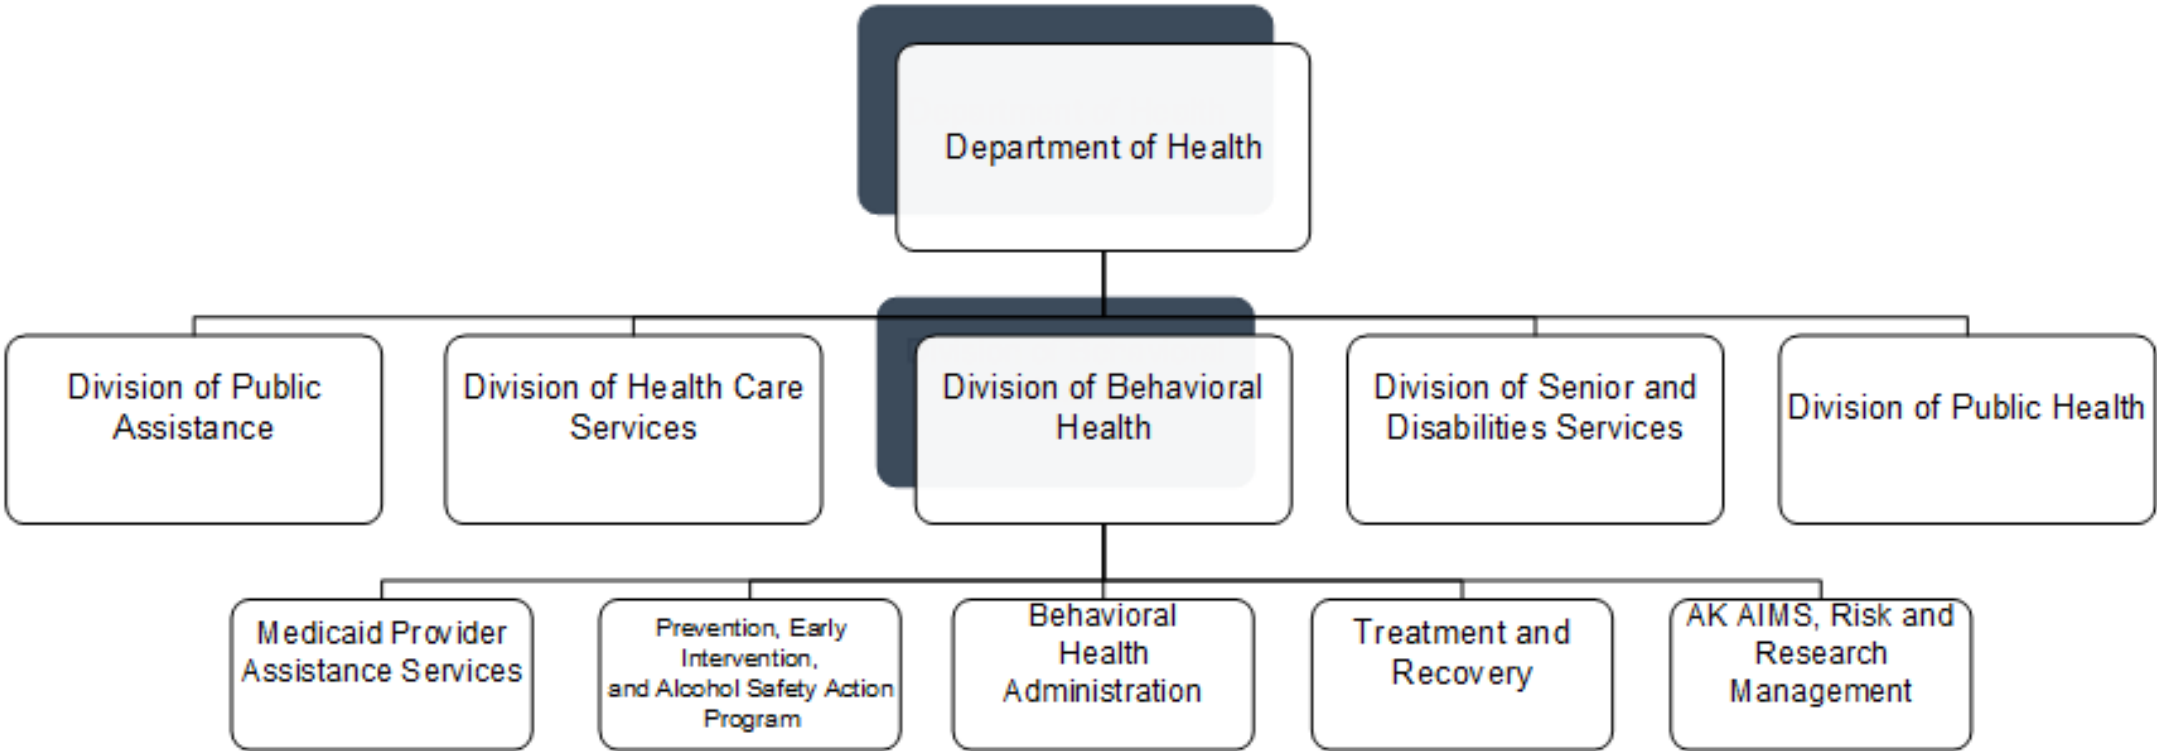 Department of Health
Division of Public
Assistance
Division of Health Care
Services
Division of Behavioral
Health
Division of Senior and
Disabilities Services
Division of Public Health
Medicaid Provider
Assistance Services
Prevention, Early
Intervention,
and Alcohol Safety Action
Program
Behavioral
Health
Administration
Treatment and
Recovery
AK AIMS, Risk and
Research
Management